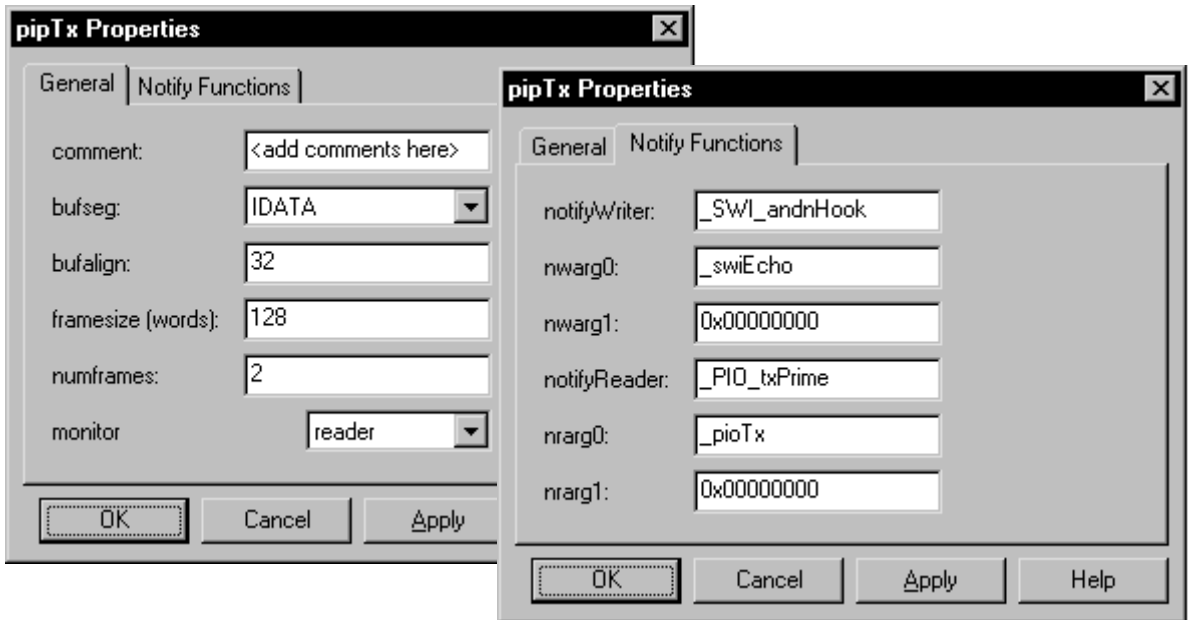 pipTx Properties
General
Notify Functions
comment:
<add comments here>
bufseg:
IDATA
bufalign:
32
framesize (words):
128
numframes:
2
monitor
reader
OK
Cancel
Apply
pipTx Properties
General
Notify Functions
notifyWriter:
_SWI_andnHook
nwarg0:
_swiEcho
nwarg1:
0x00000000
notifyReader:
_PIO_txPrime
nrarg0:
_pioTx
nrarg1:
0x00000000
OK
Cancel
Apply
Help